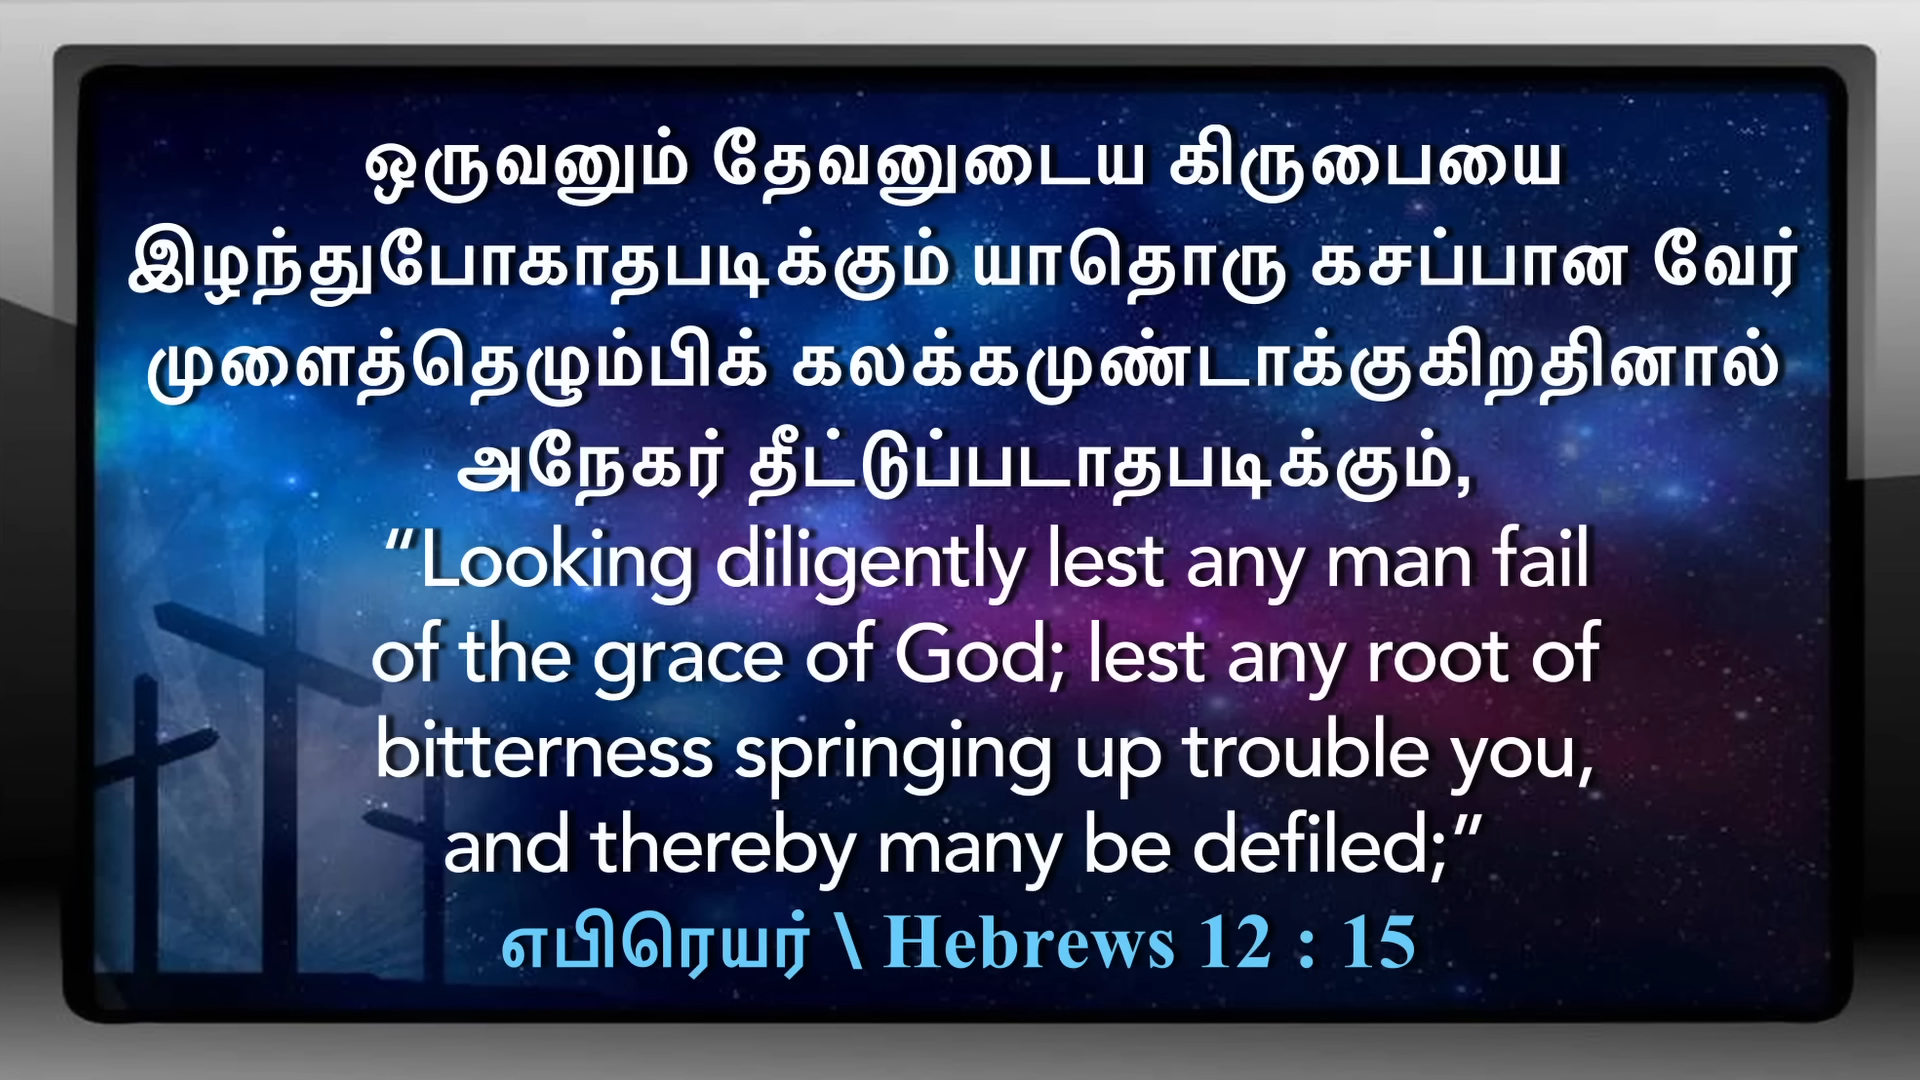 ஒருவனும் தேவனுடைய கிருபையை
இழந்துபோகாதபடிக்கும் யாதொரு கசப்பான வேர்
முளைத்தெழும்பிக் கலக்கமுண்டாக்குகிறதினால்
அநேகர் தீட்டுப்படாதபடிக்கும்,
“Looking diligently lest any man fail
of the grace of God; lest any root of
bitterness springing up trouble you,
and thereby many be defiled;”
எபிரெயர் \ Hebrews 12 : 15